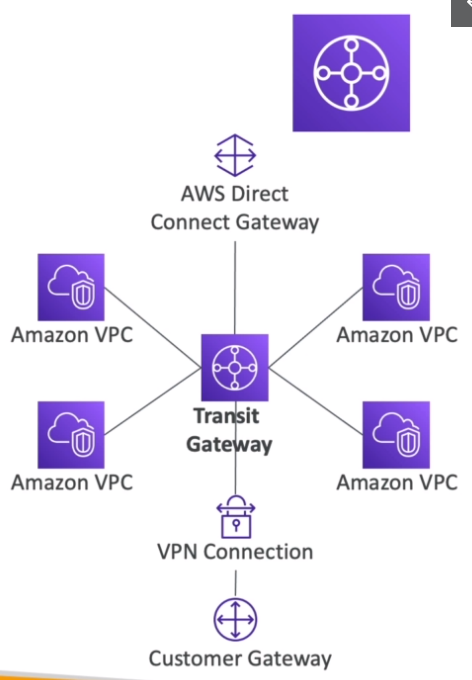 AWS Direct
Connect Gateway
Amazon VPC
Amazon VPC
Transit
Gateway
Amazon VPC
Amazon VPC
VPN Connection
Customer Gateway